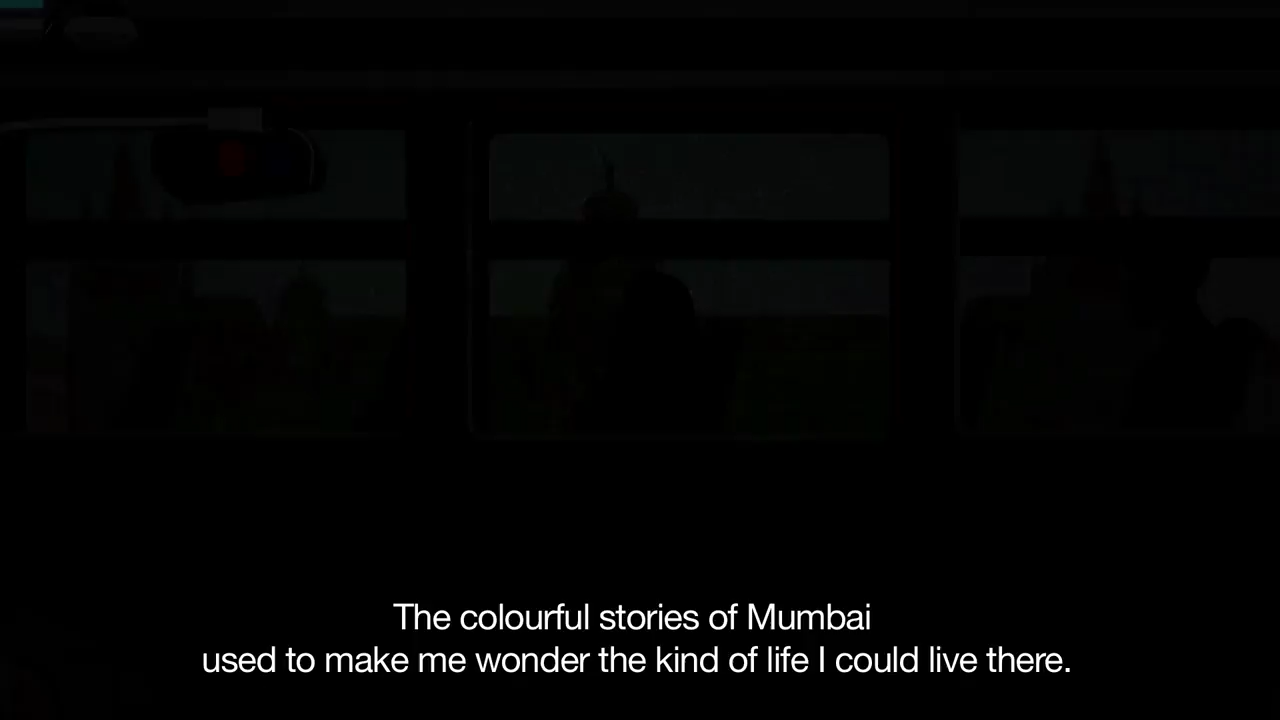 The colourful stories of Mumbai
used to make me wonder the kind of life I could live there.